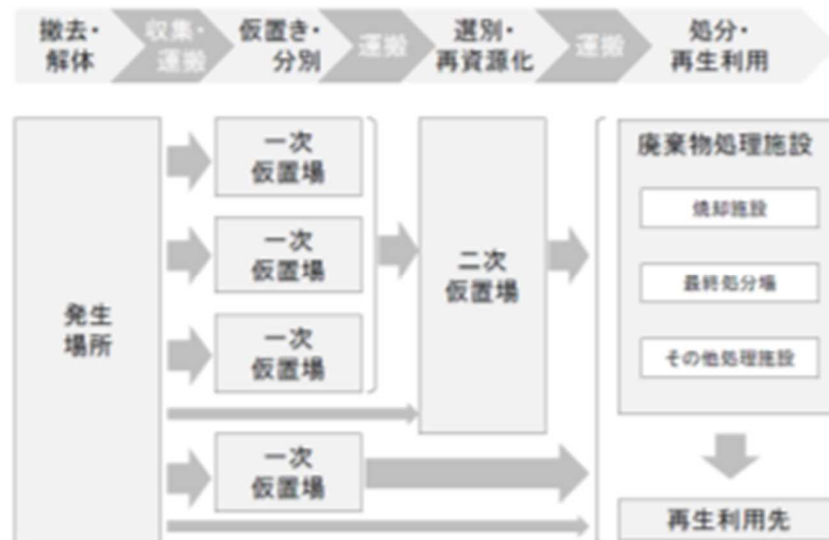 撤去・
解体
収集・
運搬
仮置き・
分別
運搬
選別・
再資源化
運搬
処分・
再生利用
発生
場所
一次
仮置場
一次
仮置場
一次
仮置場
一次
仮置場
二次
仮置場
廃棄物処理施設
焼却施設
最終処分場
その他処理施設
再生利用先